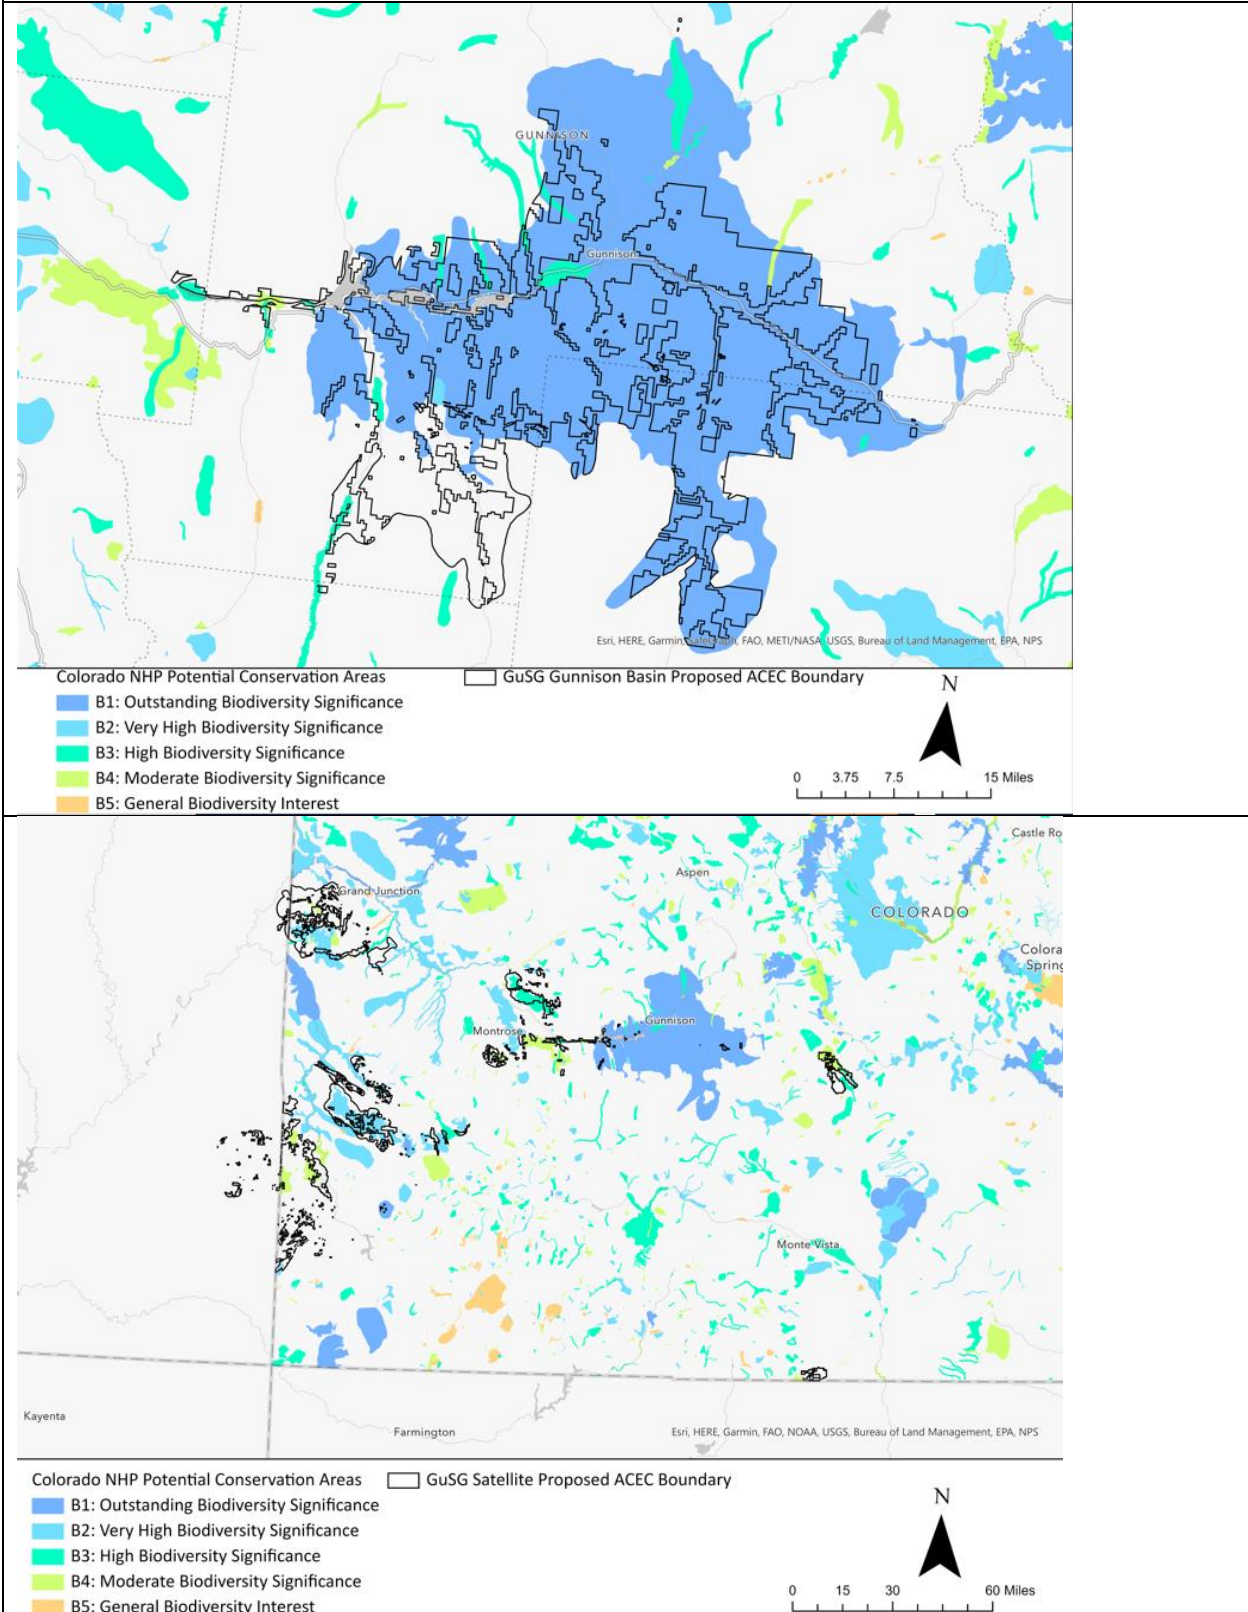 GUNNISON
Gunnison
Esri, HERE, Garmin, SafeGraph, FAO, METI/NASA, USGS, Bureau of Land Management, EPA, NPS
Colorado NHP Potential Conservation Areas
GuSG Gunnison Basin Proposed ACEC Boundary
B1: Outstanding Biodiversity Significance
B2: Very High Biodiversity Significance
B3: High Biodiversity Significance
B4: Moderate Biodiversity Significance
B5: General Biodiversity Interest
N
0 3.75 7.5 15 Miles
Castle Ro
Aspen
Grand Junction
COLORADO
Colora
Spring
Gunnison
Montrose
Monte Vista
Kayenta
Farmington
Esri, HERE, Garmin, FAO, NOAA, USGS, Bureau of Land Management, EPA, NPS
Colorado NHP Potential Conservation Areas
GuSG Satellite Proposed ACEC Boundary
B1: Outstanding Biodiversity Significance
B2: Very High Biodiversity Significance
B3: High Biodiversity Significance
B4: Moderate Biodiversity Significance
B5: General Biodiversity Interest
N
0 15 30 60 Miles